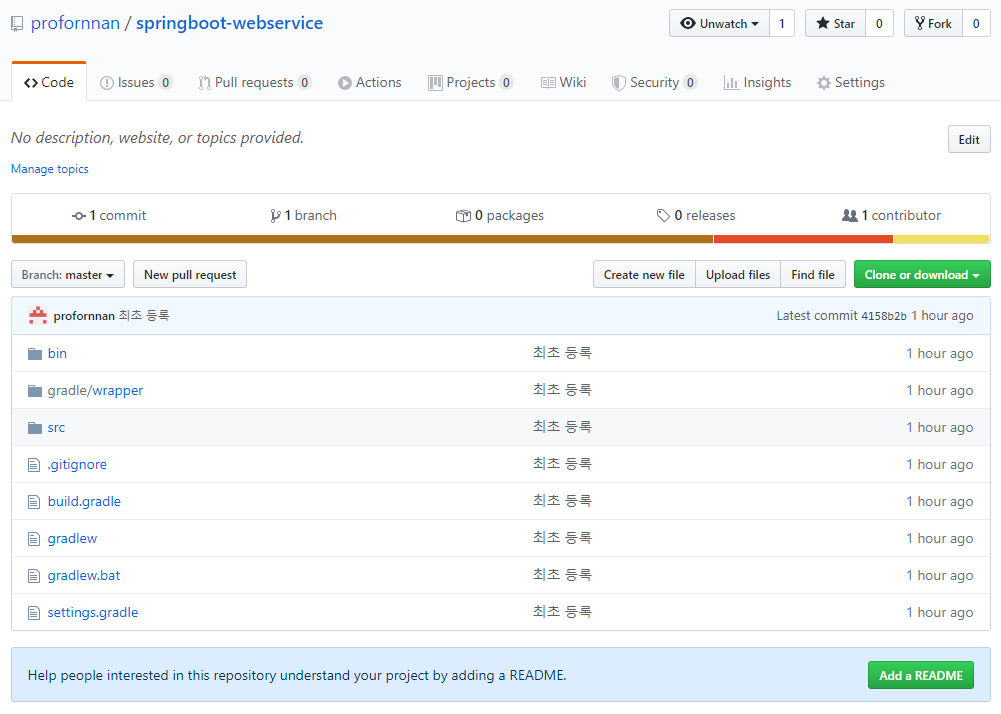 profornnan / springboot-webservice
Unwatch 1 Star 0 Fork 0
Code Issues 0 Pull requests 0 Actions Projects 0 Wiki Security 0 Insights Settings
No description, website, or topics provided. Edit
Manage topics
1 commit 1 branch 0 packages 0 releases 1 contributor
Branch: master New pull request Create new file Upload files Find file Clone or download
profornnan 최초 등록 Latest commit 4158b2b 1 hour ago
bin 최초 등록 1 hour ago
gradle/wrapper 최초 등록 1 hour ago
src 최초 등록 1 hour ago
.gitignore 최초 등록 1 hour ago
build.gradle 최초 등록 1 hour ago
gradlew 최초 등록 1 hour ago
gradlew.bat 최초 등록 1 hour ago
settings.gradle 최초 등록 1 hour ago
Help people interested in this repository understand your project by adding a README. Add a README